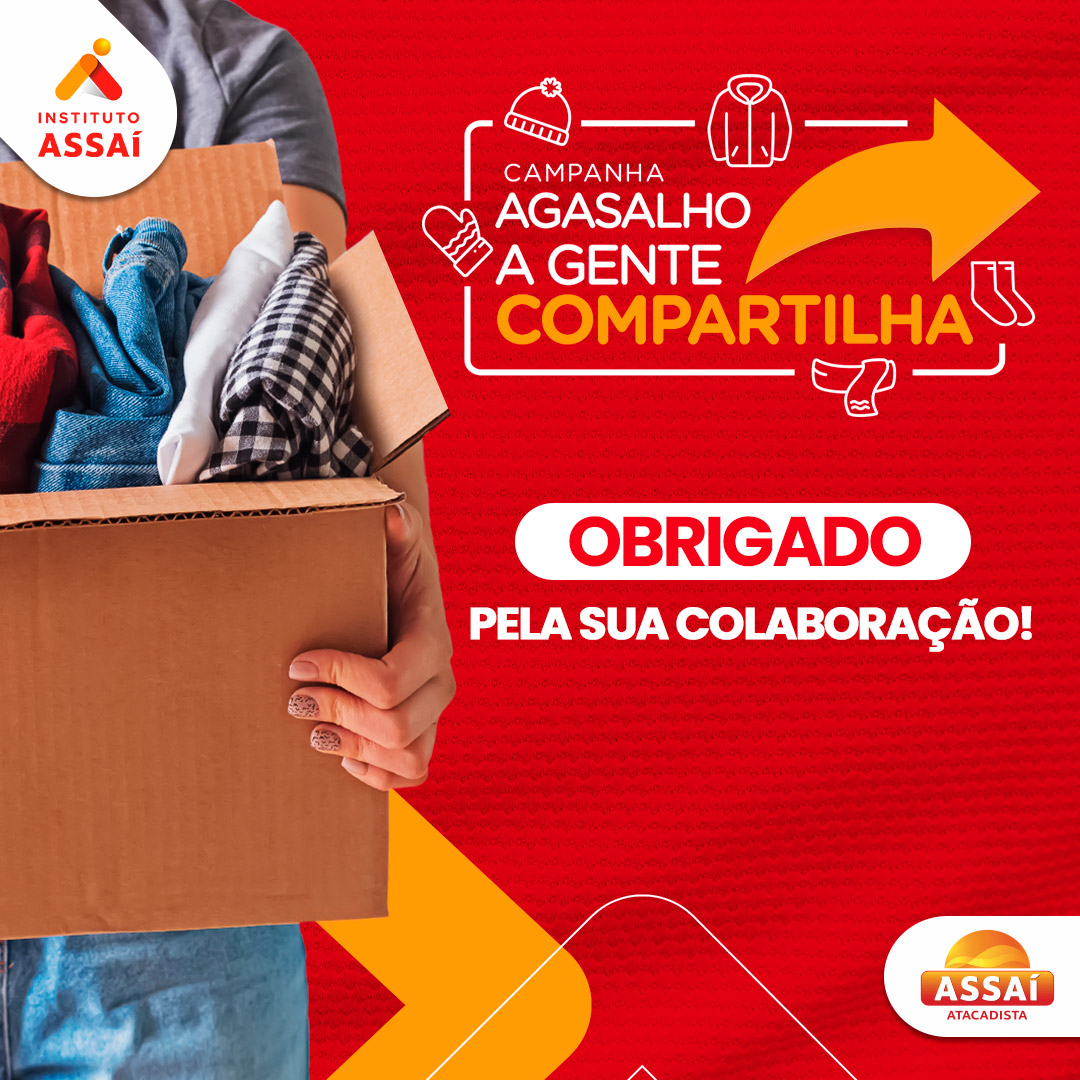 INSTITUTO
ASSAÍ
CAMPANHA
AGASALHO
A GENTE
COMPARTILHA
OBRIGADO
PELA SUA COLABORAÇÃO!
ASSAÍ
ATACADISTA